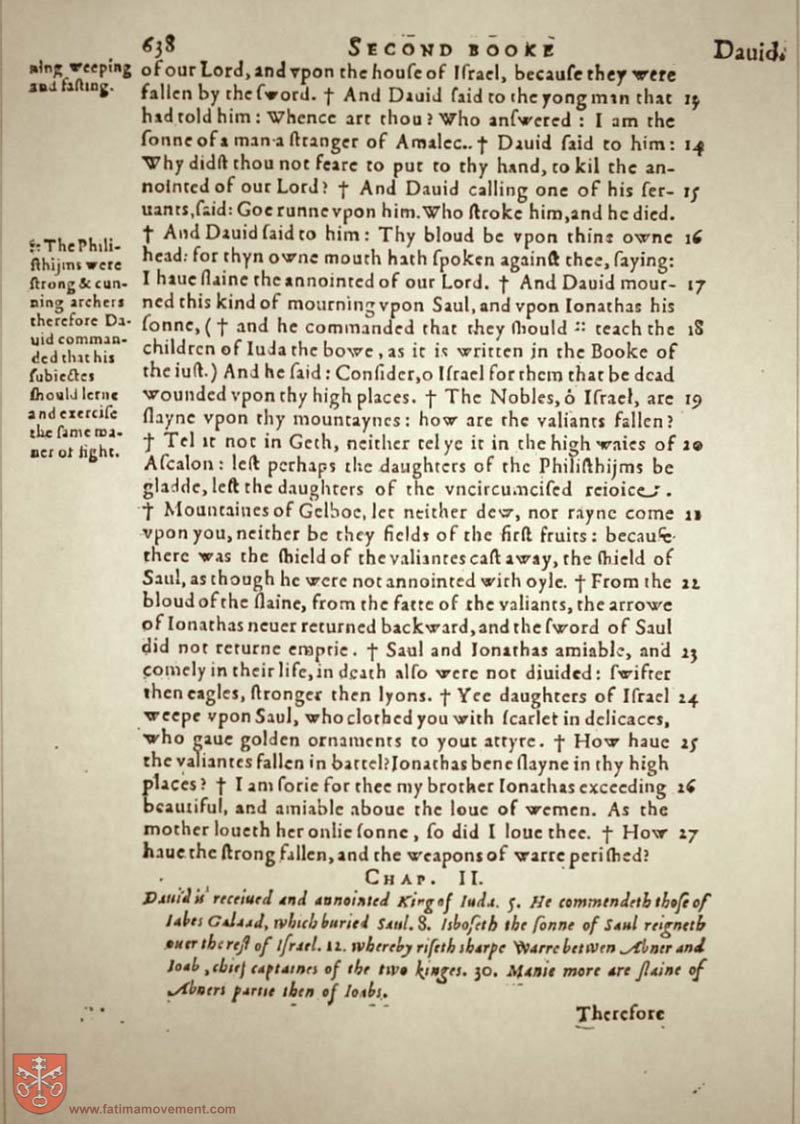 638 SECOND BOOKE Dauid.
ning weeping
and fasting.
of our Lord, and vpon the house of Israel, because they were
fallen by the sword. † And Dauid said to the yong man that 13
had told him: Whence art thou? Who answered: I am the
sonne of a man a stranger of Amalec.. † Dauid said to him: 14
Why didst thou not feare to put to thy hand, to kil the an-
nointed of our Lord? † And Dauid calling one of his ser- 15
uants, said: Goe runne vpon him. Who stroke him, and he died.
† And Dauid said to him: Thy bloud be vpon thine owne 16
head: for thyn owne mouth hath spoken against thee, saying:
I haue slaine the annointed of our Lord. † And Dauid mour- 17
ned this kind of mourning vpon Saul, and vpon Ionathas his
sonne, ( † and he commanded that they should :: teach the 18
children of Iuda the bowe, as it is written in the Booke of
the iust.) And he said: Consider, o Israel for them that be dead
wounded vpon thy high places. † The Nobles, ò Israel, are 19
slayne vpon thy mountaynes: how are the valiants fallen?
† Tel it not in Geth, neither tel ye it in the high waies of 20
Ascalon: lest perhaps the daughters of the Philisthijms be
gladde, lest the daughters of the vncircumcised reioice.
† Mountaines of Gelboe, let neither dew, nor rayne come 21
vpon you, neither be they fields of the first fruits: because
there was the shield of the valiantes cast away, the shield of
Saul, as though he were not annointed with oyle. † From the 22
bloud of the slaine, from the fatte of the valiants, the arrowe
of Ionathas neuer returned backward, and the sword of Saul
did not returne emptie. † Saul and Ionathas amiable, and 23
comely in their life, in death also were not diuided: swifter
then eagles, stronger then lyons. † Yee daughters of Israel 24
weepe vpon Saul, who clothed you with scarlet in delicaces,
who gaue golden ornaments to your attyre. † How haue 25
the valiantes fallen in battel? Ionathas bene slayne in thy high
places? † I am sorie for thee my brother Ionathas exceeding 26
beautiful, and amiable aboue the loue of wemen. As the
mother loueth her onlie sonne, so did I loue thee. † How 27
haue the strong fallen, and the weapons of warre perished?
:: The Phili-
sthijms were
strong & cun-
ning archers
therefore Da-
uid comman-
ded that his
subiectes
should lerne
and exercise
the same ma-
ner of fight.
CHAP. II.
Dauid is receiued and annointed King of Iuda. 5. He commendeth those of
Iabes Galaad, which buried Saul. 8. Isboseth the sonne of Saul reigneth
ouer the rest of Israel. 12. whereby riseth sharpe Warre betwen Abner and
Ioab, chief captaines of the two kinges. 30. Manie more are slaine of
Abners partie then of Ioabs.
Therefore
www.fatimamovement.com